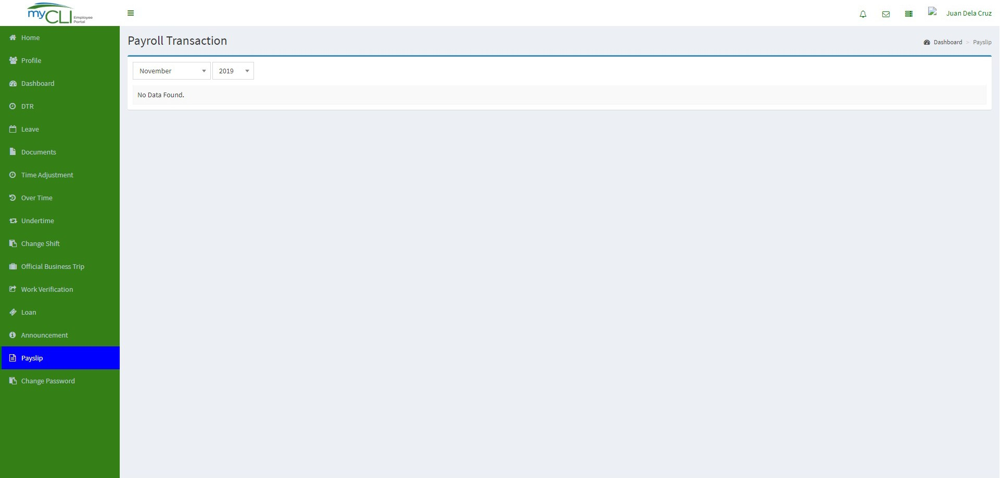 myCLI Employee
Portal
Juan Dela Cruz
Home
Profile
Dashboard
DTR
Leave
Documents
Time Adjustment
Over Time
Undertime
Change Shift
Official Business Trip
Work Verification
Loan
Announcement
Payslip
Change Password
Payroll Transaction
Dashboard > Payslip
November 2019
No Data Found.